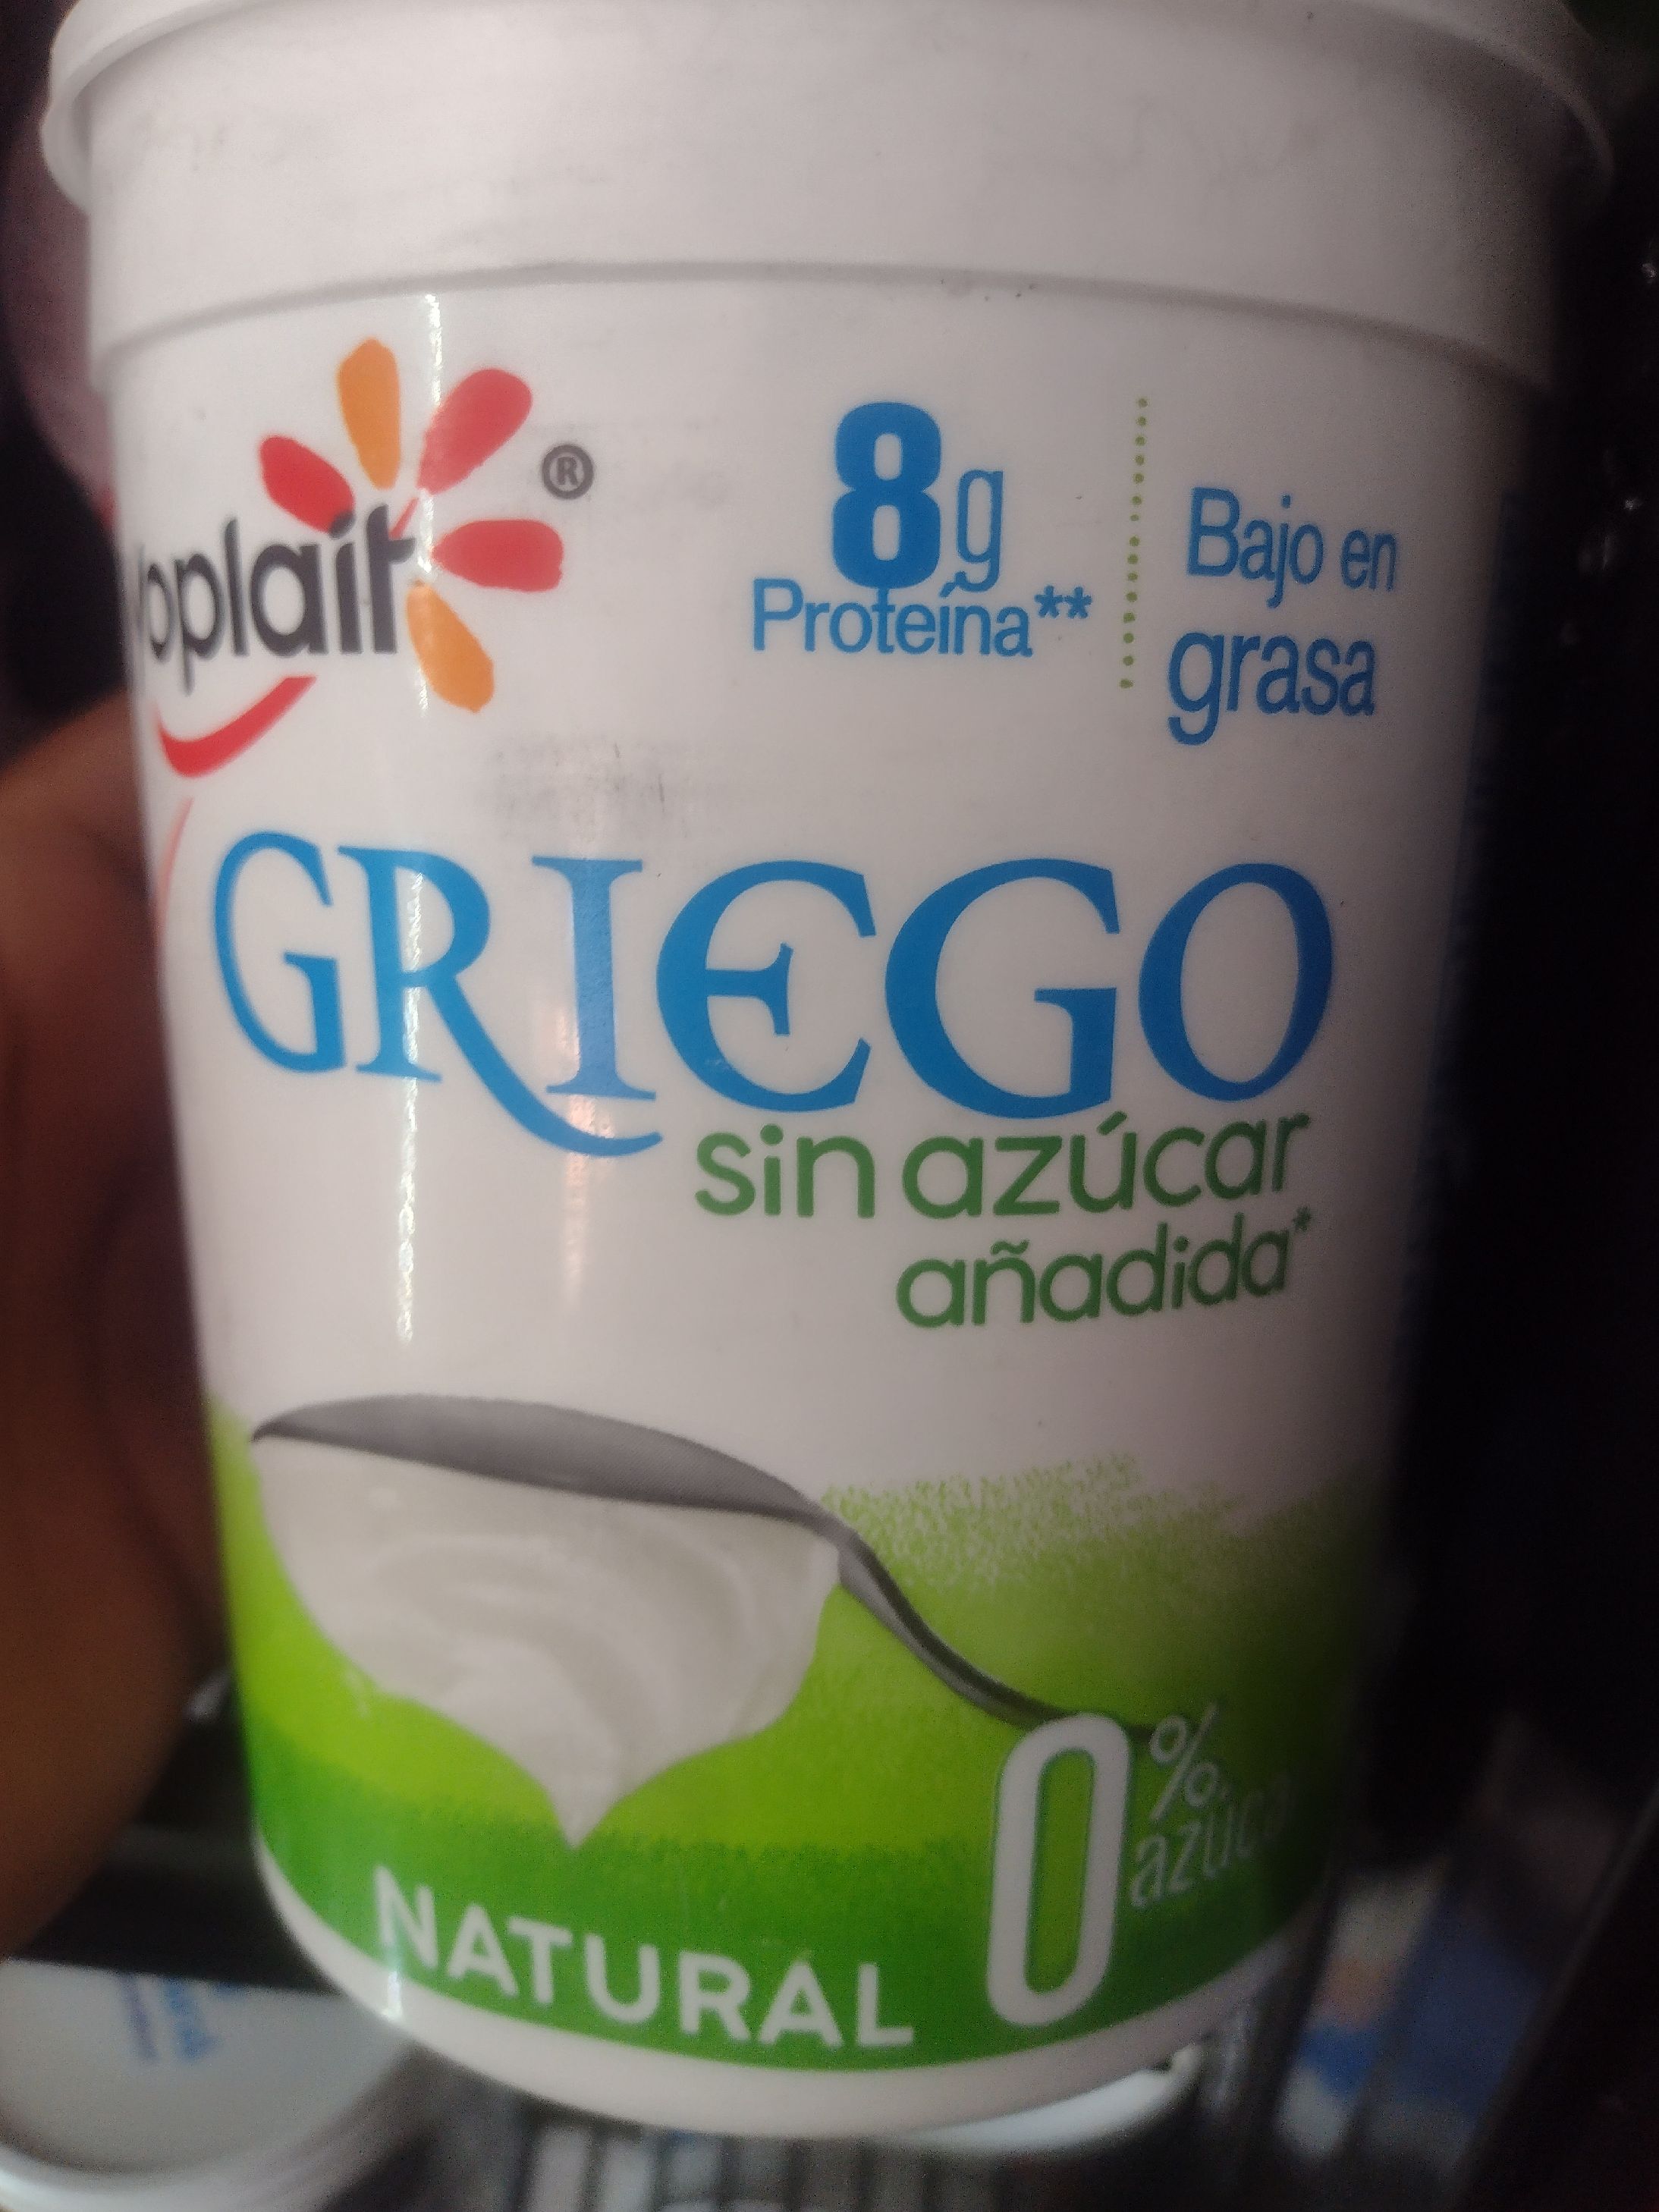 yoplait®
8g
Proteína**
Bajo en
grasa
GRIEGO
sin azúcar
añadida*
NATURAL
0%